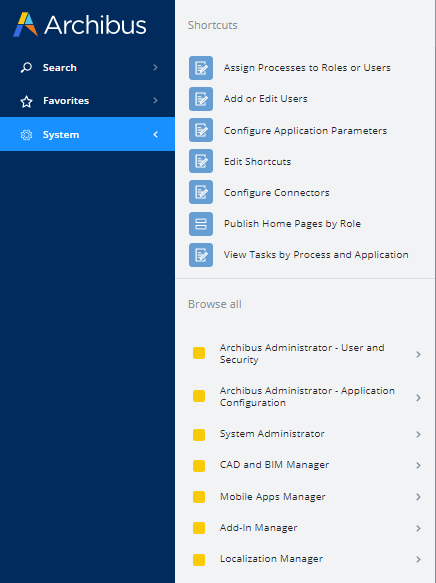 Archibus
Search
Favorites
System
Shortcuts
Assign Processes to Roles or Users
Add or Edit Users
Configure Application Parameters
Edit Shortcuts
Configure Connectors
Publish Home Pages by Role
View Tasks by Process and Application
Browse all
Archibus Administrator - User and
Security
Archibus Administrator - Application
Configuration
System Administrator
CAD and BIM Manager
Mobile Apps Manager
Add-In Manager
Localization Manager